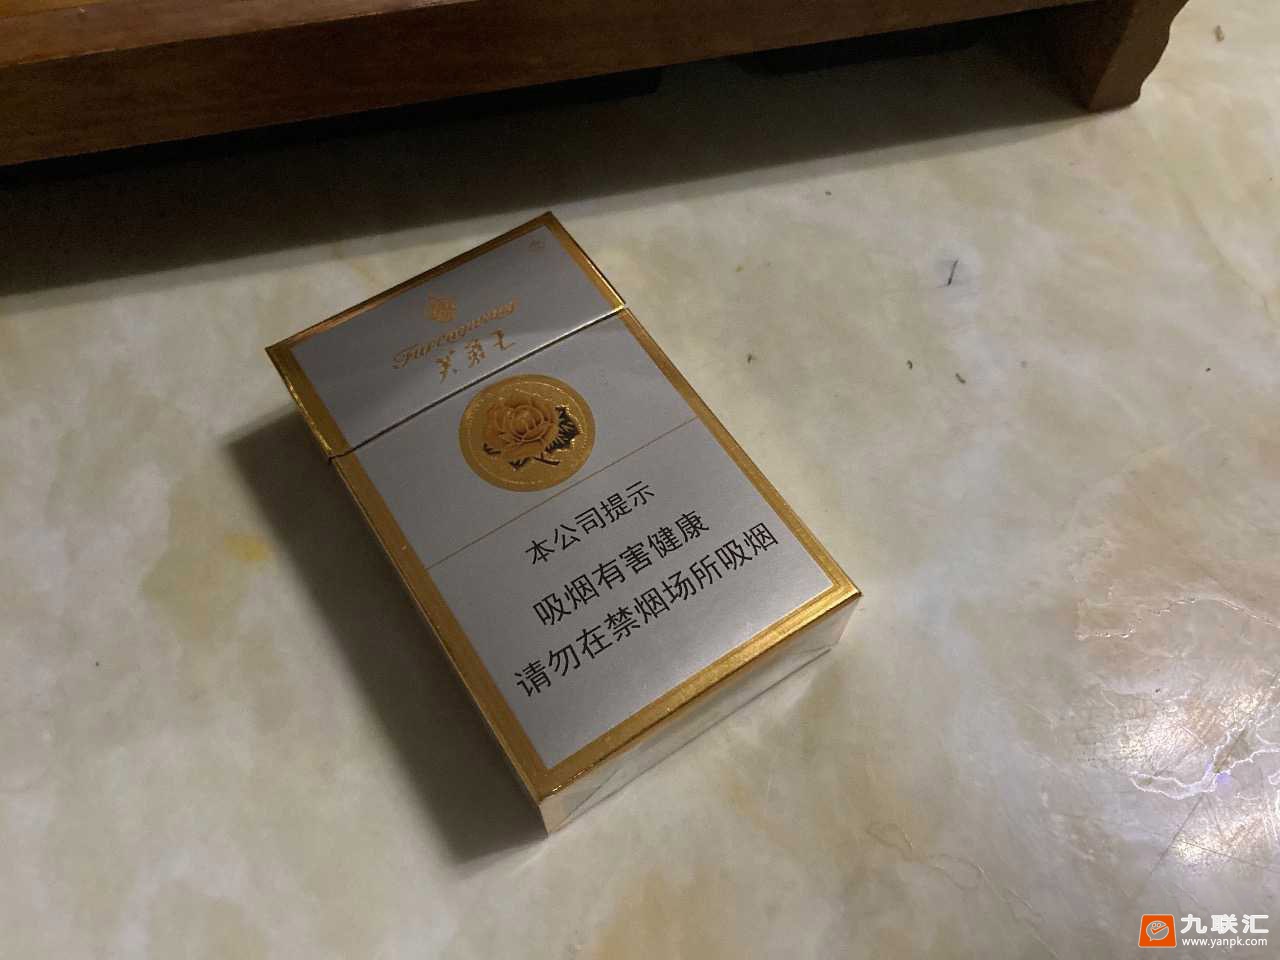 Furongwang
芙蓉王
本公司提示
吸烟有害健康
请勿在禁烟场所吸烟
九联汇
www.yanpk.com